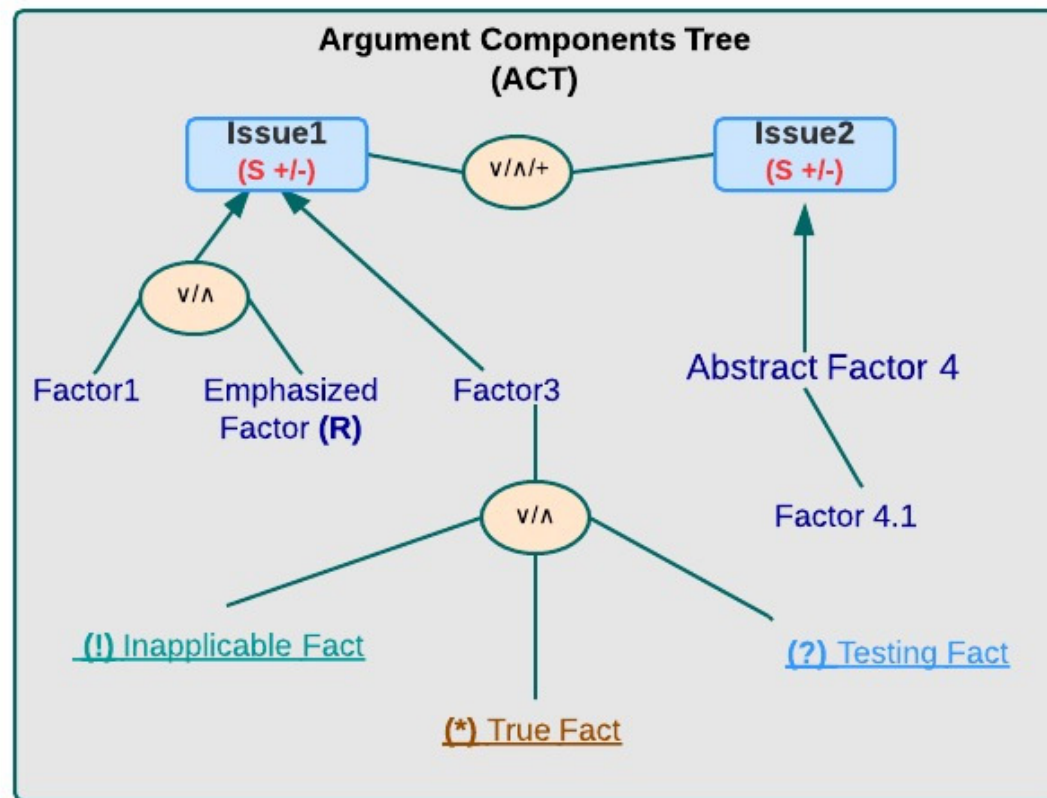 Argument Components Tree
(ACT)
Issue1
(S +/-)
∨/∧/+
Issue2
(S +/-)
∨/∧
Factor1
Emphasized
Factor (R)
Factor3
Abstract Factor 4
∨/∧
Factor 4.1
(!) Inapplicable Fact
(?) Testing Fact
(*) True Fact